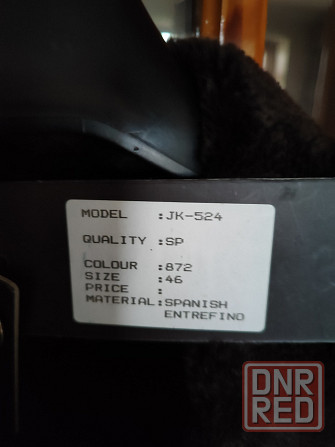 MODEL :JK-524
QUALITY :SP
COLOUR :872
SIZE :46
PRICE :
MATERIAL:SPANISH
ENTREFINO
DNR
RED